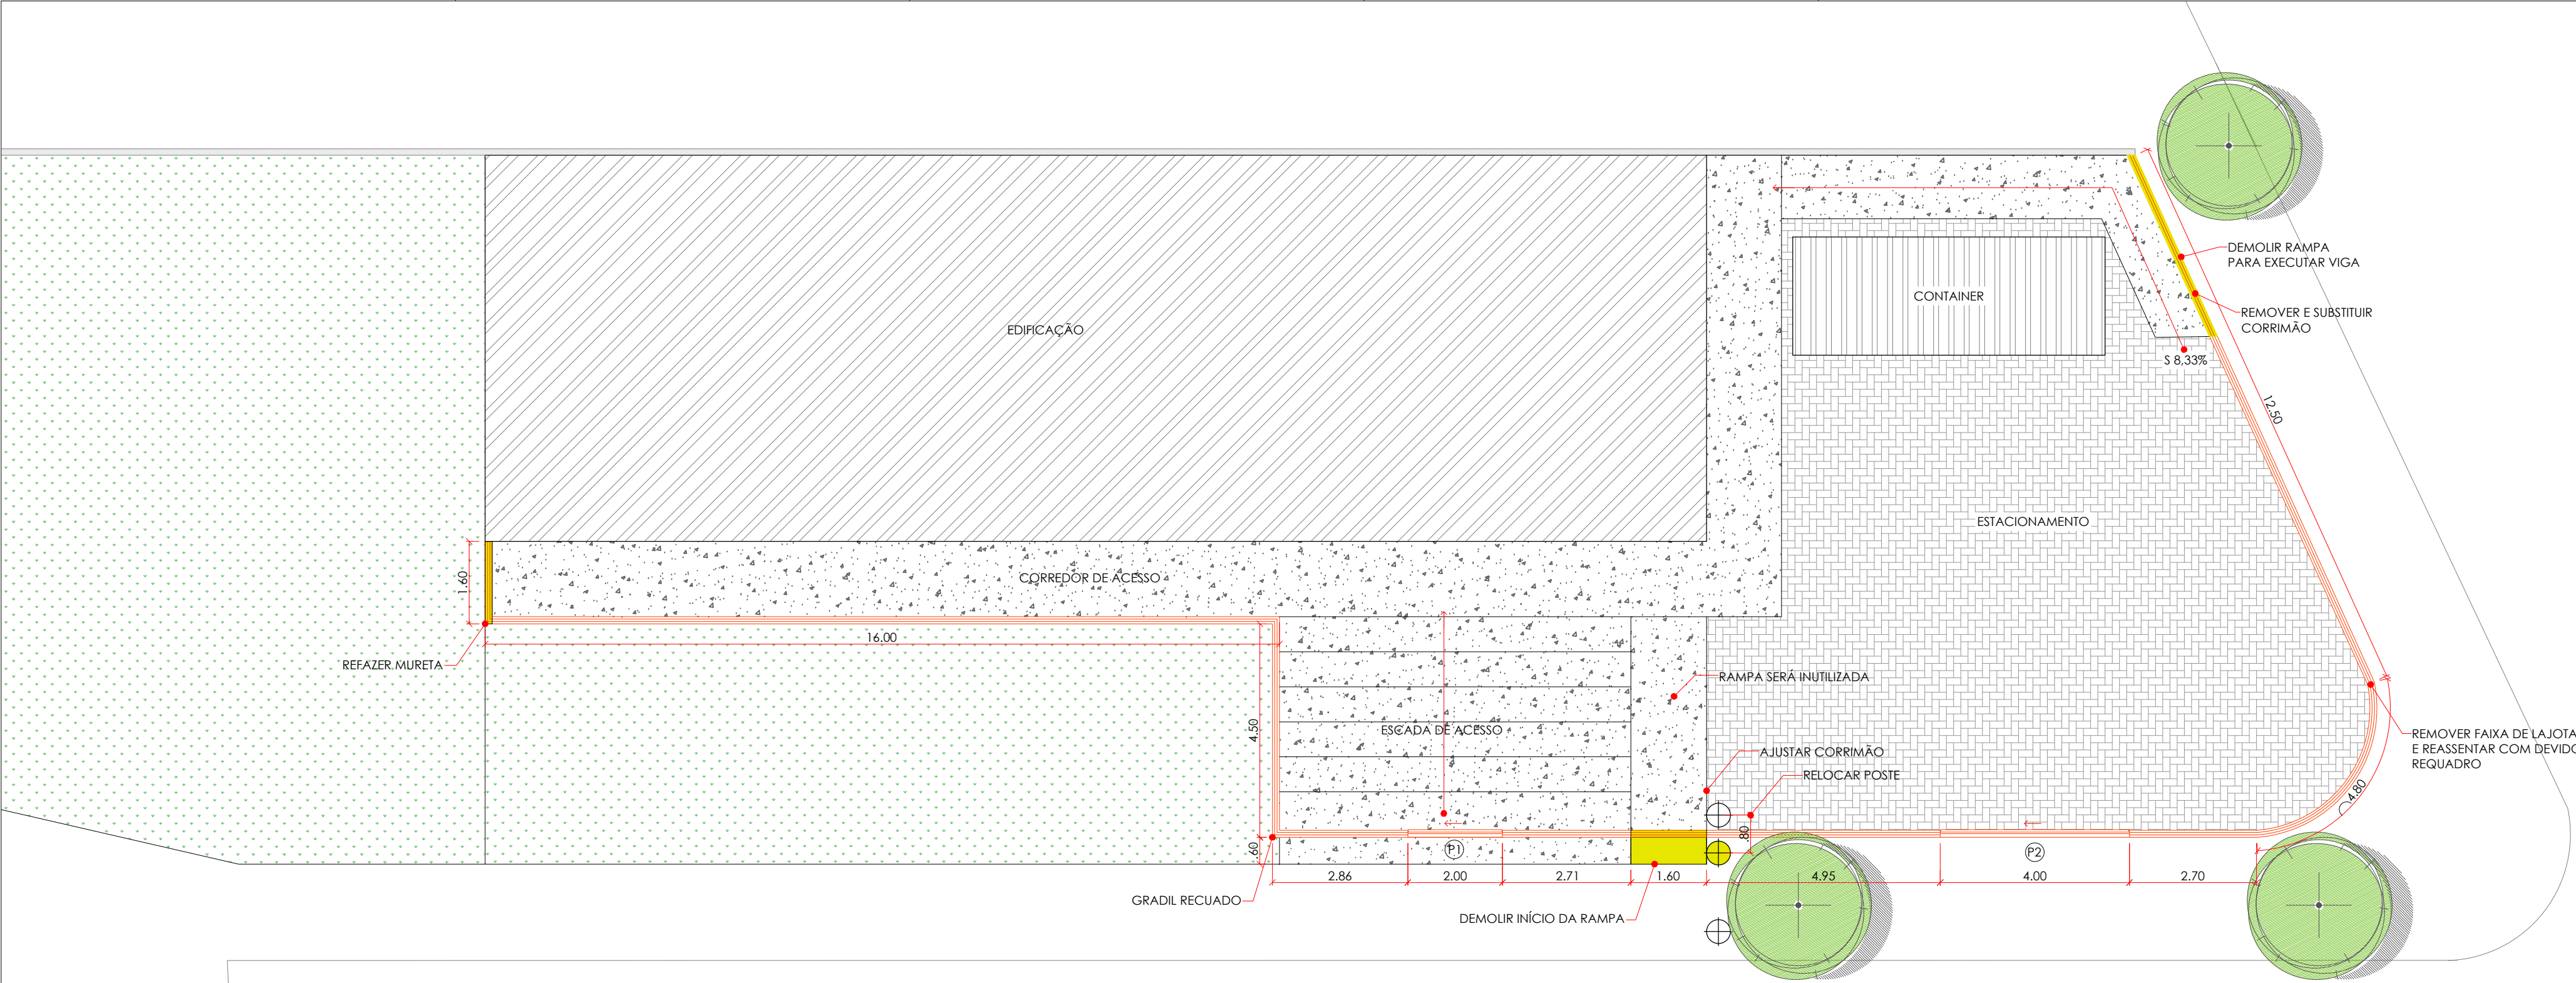 DEMOLIR RAMPA
PARA EXECUTAR VIGA
CONTAINER
REMOVER E SUBSTITUIR
CORRIMÃO
EDIFICAÇÃO
S 8,33%
12.50
ESTACIONAMENTO
1.60
CORREDOR DE ACESSO
16.00
REFAZER MURETA
RAMPA SERÁ INUTILIZADA
4.50
ESCADA DE ACESSO
REMOVER FAIXA DE LAJOTA
E REASSENTAR COM DEVIDO
REQUADRO
AJUSTAR CORRIMÃO
RELOCAR POSTE
4.80
.80
.60
P1
P2
2.86
2.00
2.71
1.60
4.95
4.00
2.70
GRADIL RECUADO
DEMOLIR INÍCIO DA RAMPA